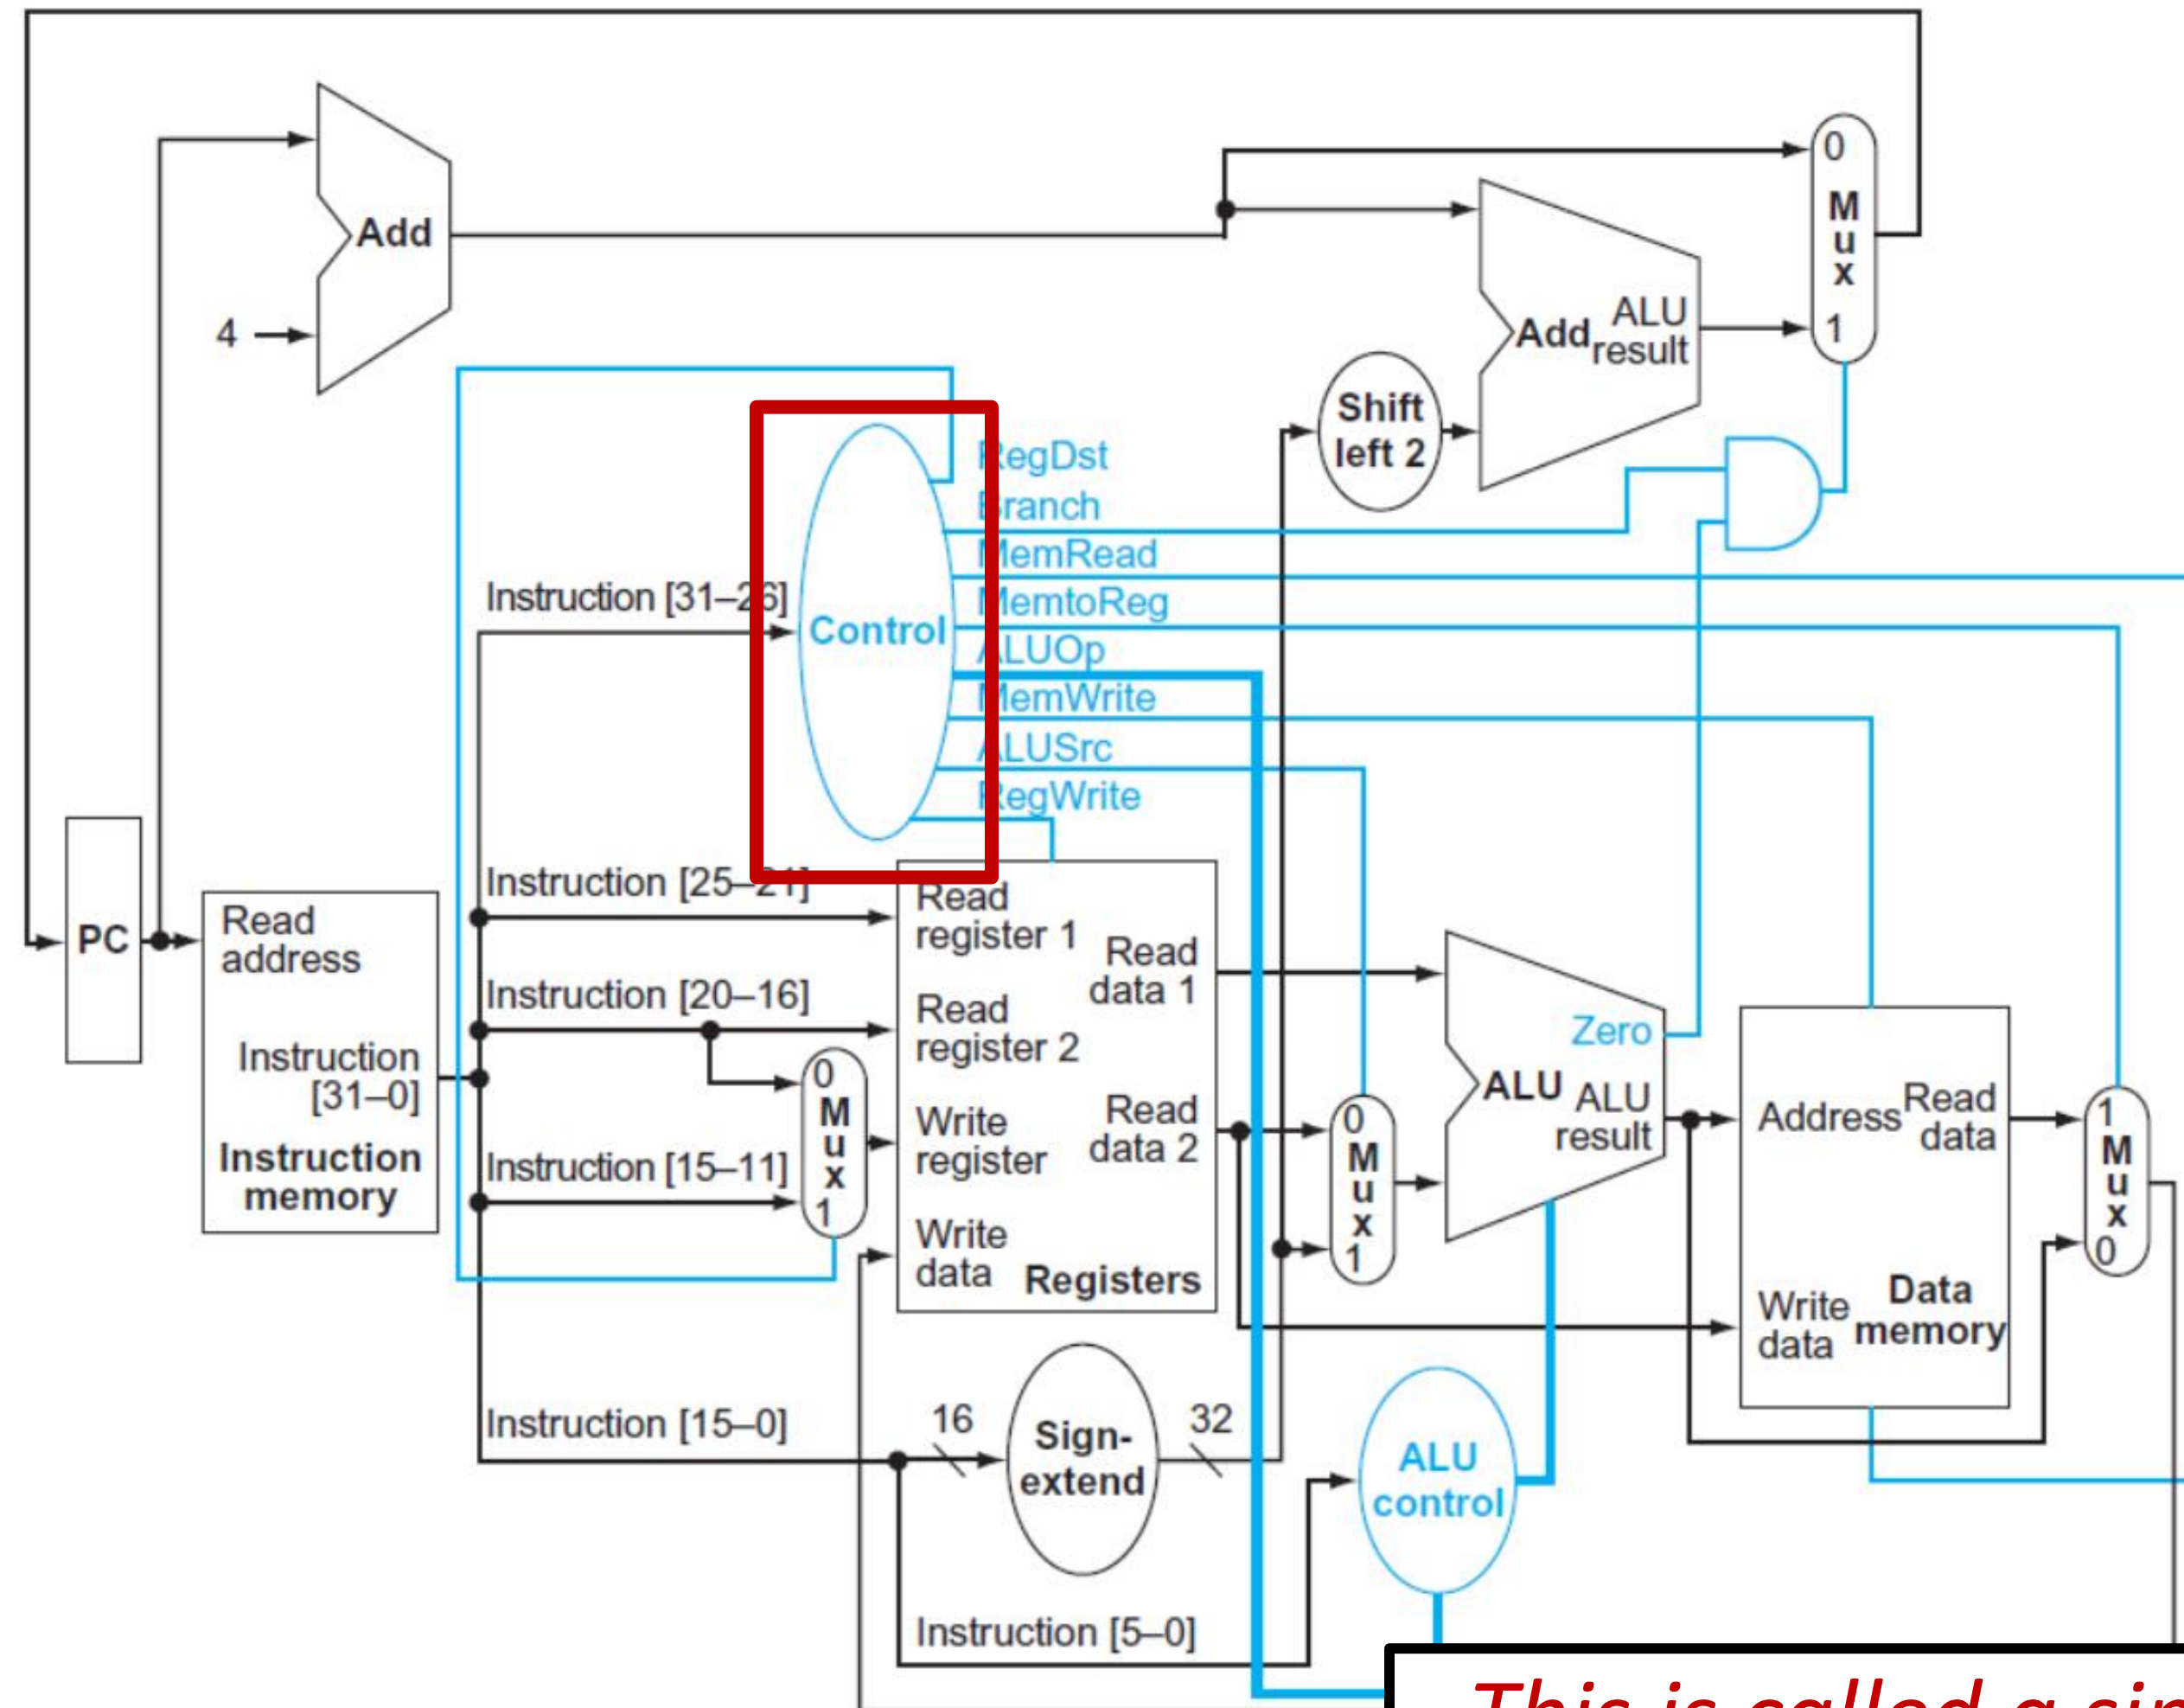 Add
4
0
M
u
x
1
Add
ALU
result
Shift
left 2
RegDst
Branch
MemRead
MemtoReg
ALUOp
MemWrite
ALUSrc
RegWrite
Instruction [31–26]
Control
PC
Read
address
Instruction
[31–0]
Instruction
memory
Instruction [25–21]
Instruction [20–16]
Instruction [15–11]
0
M
u
x
1
Read
register 1
Read
data 1
Read
register 2
Write
register
Read
data 2
Write
data
Registers
0
M
u
x
1
Zero
ALU
ALU
result
Address
Read
data
Write
data
Data
memory
1
M
u
x
0
Instruction [15–0]
16
Sign-
extend
32
ALU
control
Instruction [5–0]
This is called a